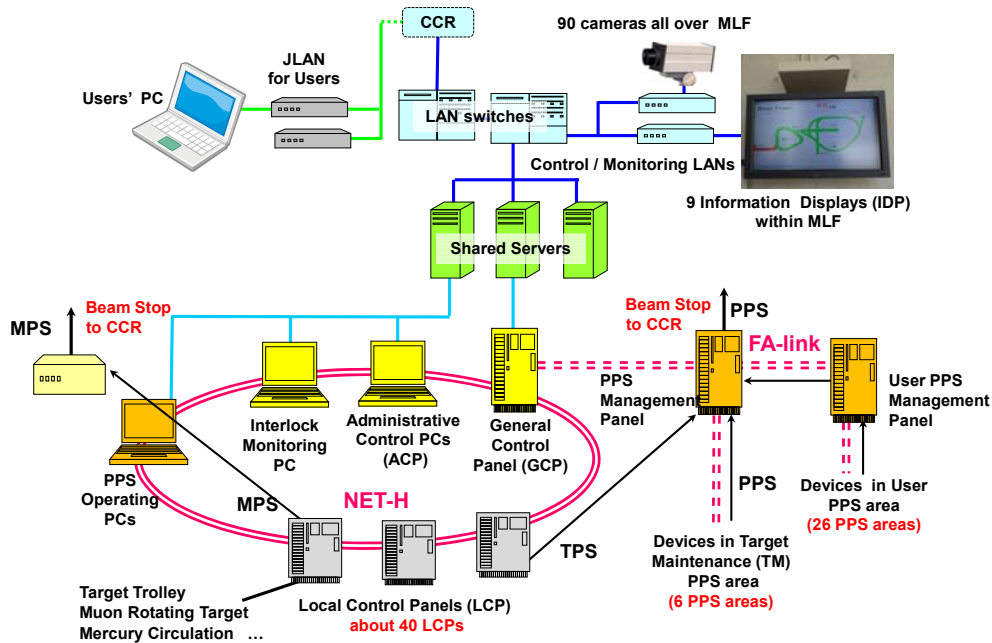 CCR
90 cameras all over MLF
JLAN
for Users
Users' PC
LAN switches
Control / Monitoring LANs
9 Information Displays (IDP)
within MLF
Shared Servers
Beam Stop
to CCR
MPS
Beam Stop
to CCR
PPS
FA-link
PPS
Management
Panel
User PPS
Management
Panel
Interlock
Monitoring
PC
Administrative
Control PCs
(ACP)
General
Control
Panel (GCP)
PPS
Operating
PCs
MPS
NET-H
TPS
PPS
Devices in User
PPS area
(26 PPS areas)
Devices in Target
Maintenance (TM)
PPS area
(6 PPS areas)
Target Trolley
Muon Rotating Target
Mercury Circulation …
Local Control Panels (LCP)
about 40 LCPs